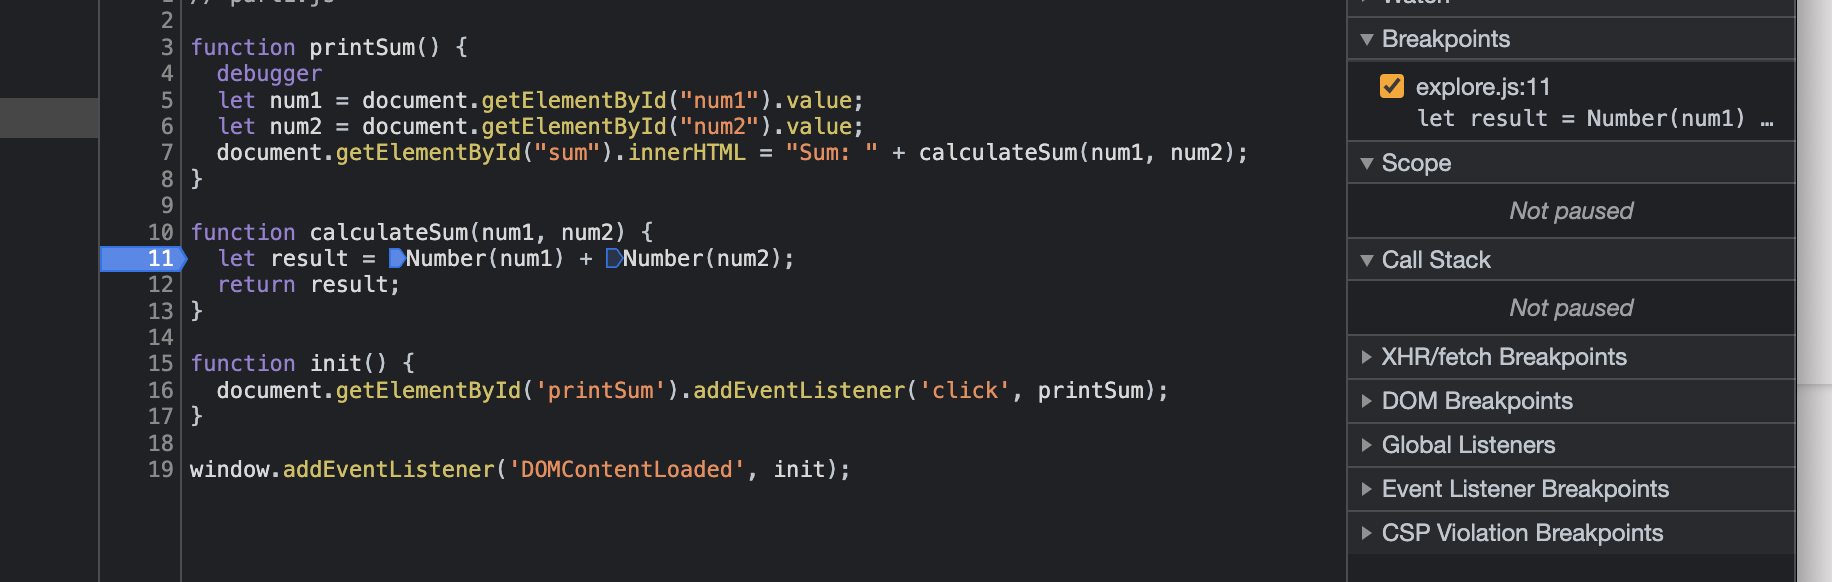 // part1.js
2
3 function printSum() {
4 debugger
5 let num1 = document.getElementById("num1").value;
6 let num2 = document.getElementById("num2").value;
7 document.getElementById("sum").innerHTML = "Sum: " + calculateSum(num1, num2);
8 }
9
10 function calculateSum(num1, num2) {
11 let result = Number(num1) + Number(num2);
12 return result;
13 }
14
15 function init() {
16 document.getElementById('printSum').addEventListener('click', printSum);
17 }
18
19 window.addEventListener('DOMContentLoaded', init);
Watch
Breakpoints
explore.js:11
let result = Number(num1) …
Scope
Not paused
Call Stack
Not paused
XHR/fetch Breakpoints
DOM Breakpoints
Global Listeners
Event Listener Breakpoints
CSP Violation Breakpoints